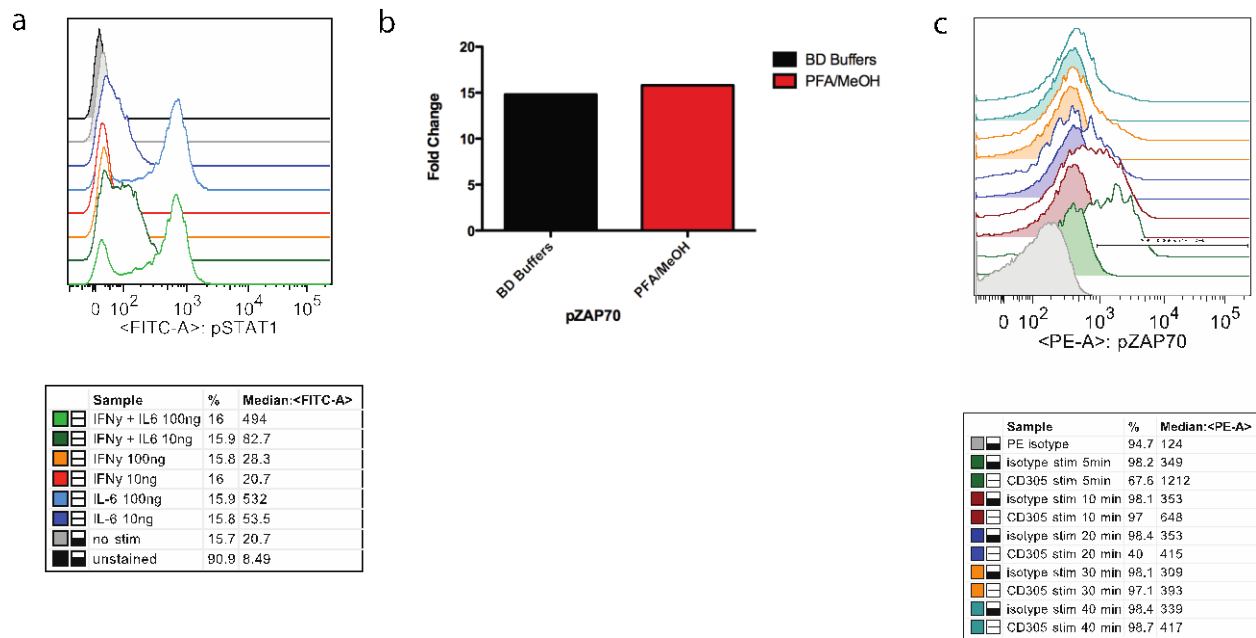 a
0 10^2 10^3 10^4 10^5
<FITC-A>: pSTAT1
Sample % Median:<FITC-A>
IFNy + IL6 100ng 16 494
IFNy + IL6 10ng 15.9 82.7
IFNy 100ng 15.8 28.3
IFNy 10ng 16 20.7
IL-6 100ng 15.9 532
IL-6 10ng 15.8 53.5
no stim 15.7 20.7
unstained 90.9 8.49
b
20
15
10
5
0
Fold Change
BD Buffers
PFA/MeOH
BD Buffers
PFA/MeOH
pZAP70
c
0 10^2 10^3 10^4 10^5
<PE-A>: pZAP70
Sample % Median:<PE-A>
PE isotype 94.7 124
isotype stim 5min 98.2 349
CD305 stim 5min 67.6 1212
isotype stim 10 min 98.1 353
CD305 stim 10 min 97 648
isotype stim 20 min 98.4 353
CD305 stim 20 min 40 415
isotype stim 30 min 98.1 309
CD305 stim 30 min 97.1 393
isotype stim 40 min 98.4 339
CD305 stim 40 min 98.7 417